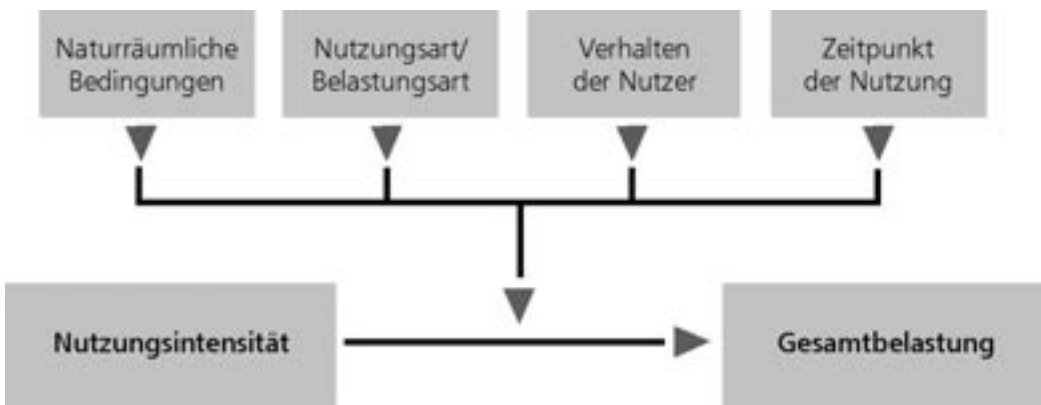 Naturräumliche
Bedingungen
Nutzungsart/
Belastungsart
Verhalten
der Nutzer
Zeitpunkt
der Nutzung
Nutzungsintensität
Gesamtbelastung